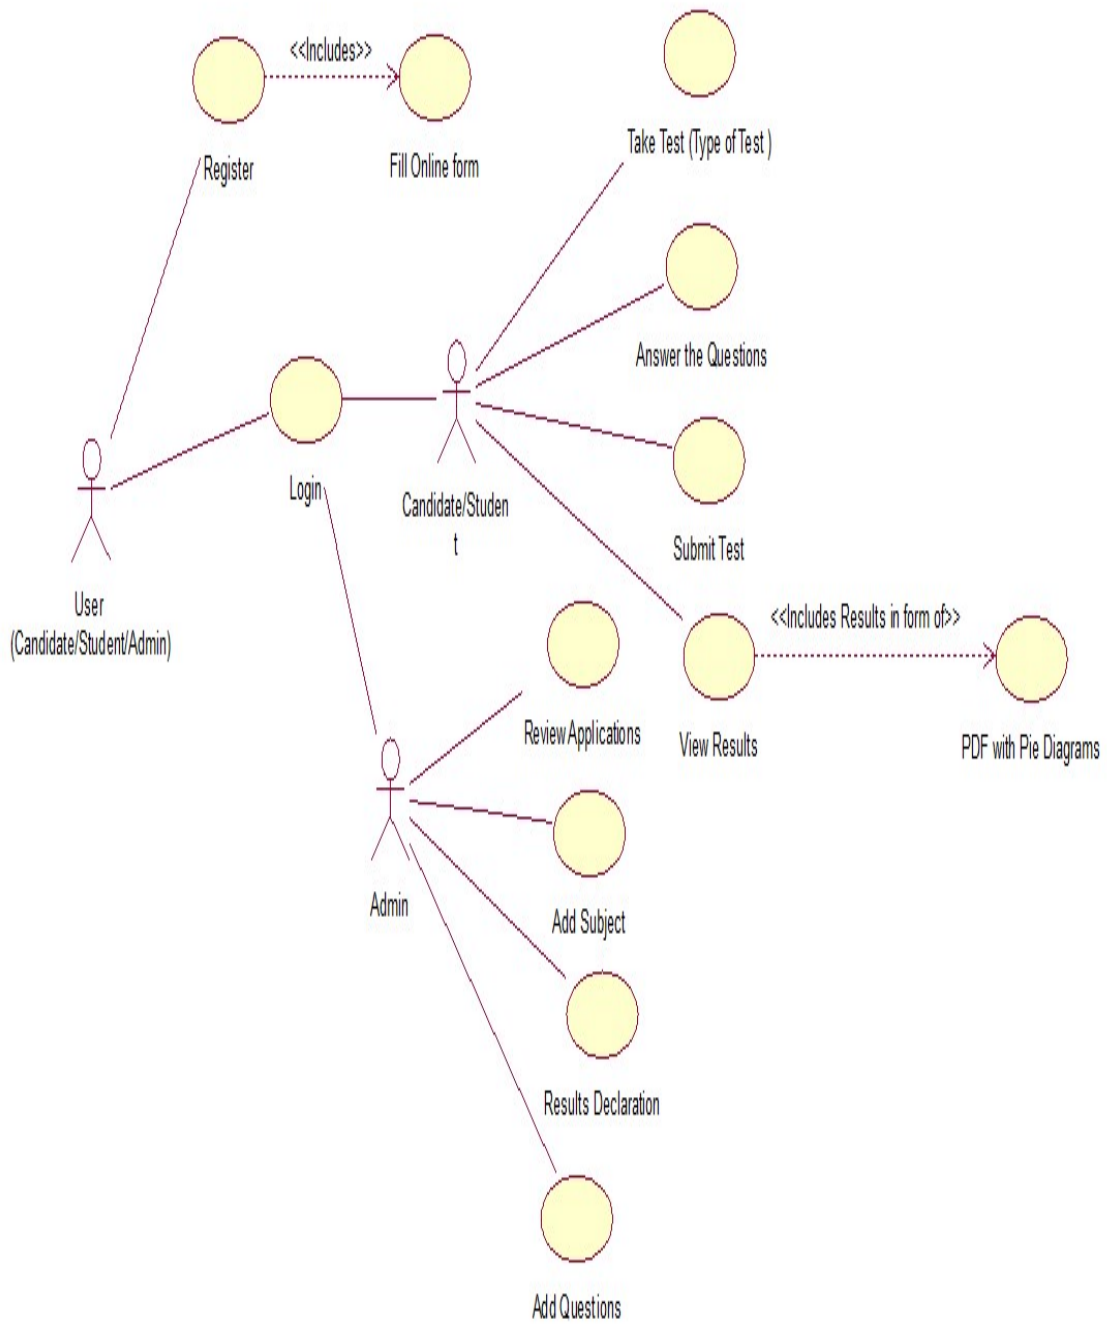 <<Includes>>
Register
Fill Online form
Take Test (Type of Test )
Answer the Questions
Login
Candidate/Studen
t
Submit Test
User
(Candidate/Student/Admin)
<<Includes Results in form of>>
Review Applications
View Results
PDF with Pie Diagrams
Admin
Add Subject
Results Declaration
Add Questions